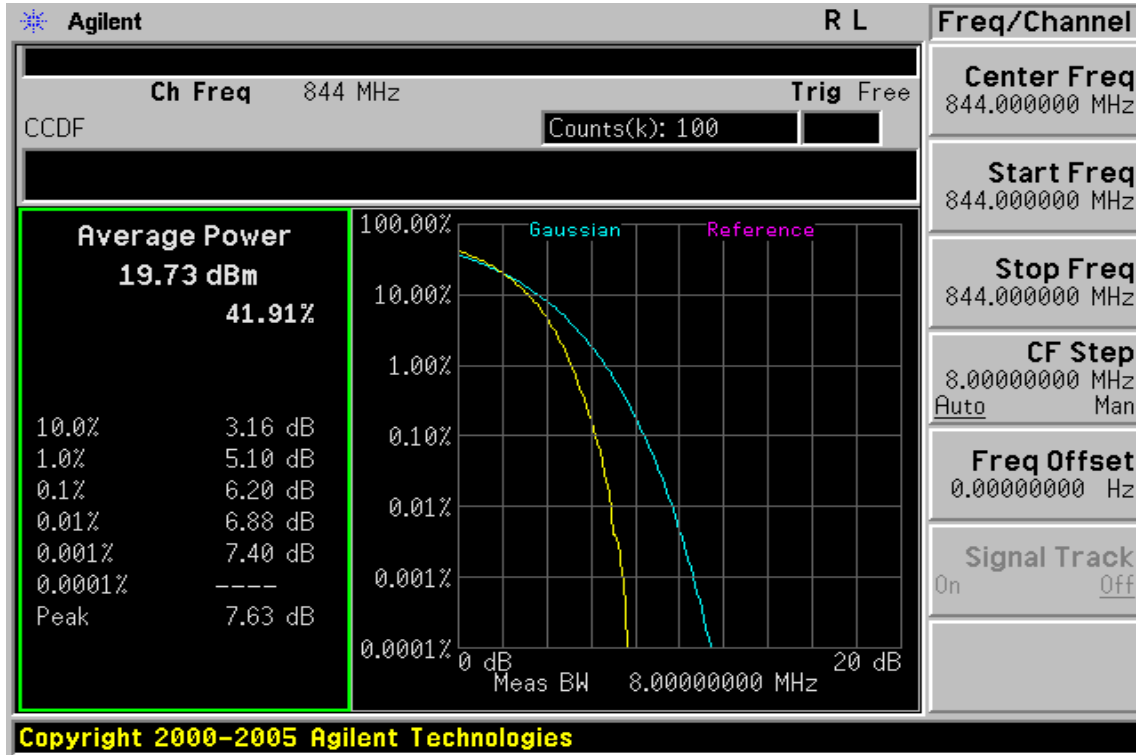 Agilent R L Freq/Channel
Ch Freq 844 MHz Trig Free
CCDF Counts(k): 100
Center Freq
844.000000 MHz
Start Freq
844.000000 MHz
Stop Freq
844.000000 MHz
CF Step
8.00000000 MHz
Auto Man
Freq Offset
0.00000000 Hz
Signal Track
On Off
Average Power
19.73 dBm
41.91%
10.0% 3.16 dB
1.0% 5.10 dB
0.1% 6.20 dB
0.01% 6.88 dB
0.001% 7.40 dB
0.0001% ----
Peak 7.63 dB
Gaussian Reference
100.00%
10.00%
1.00%
0.10%
0.01%
0.001%
0.0001%
0 dB 20 dB
Meas BW 8.00000000 MHz
Copyright 2000-2005 Agilent Technologies